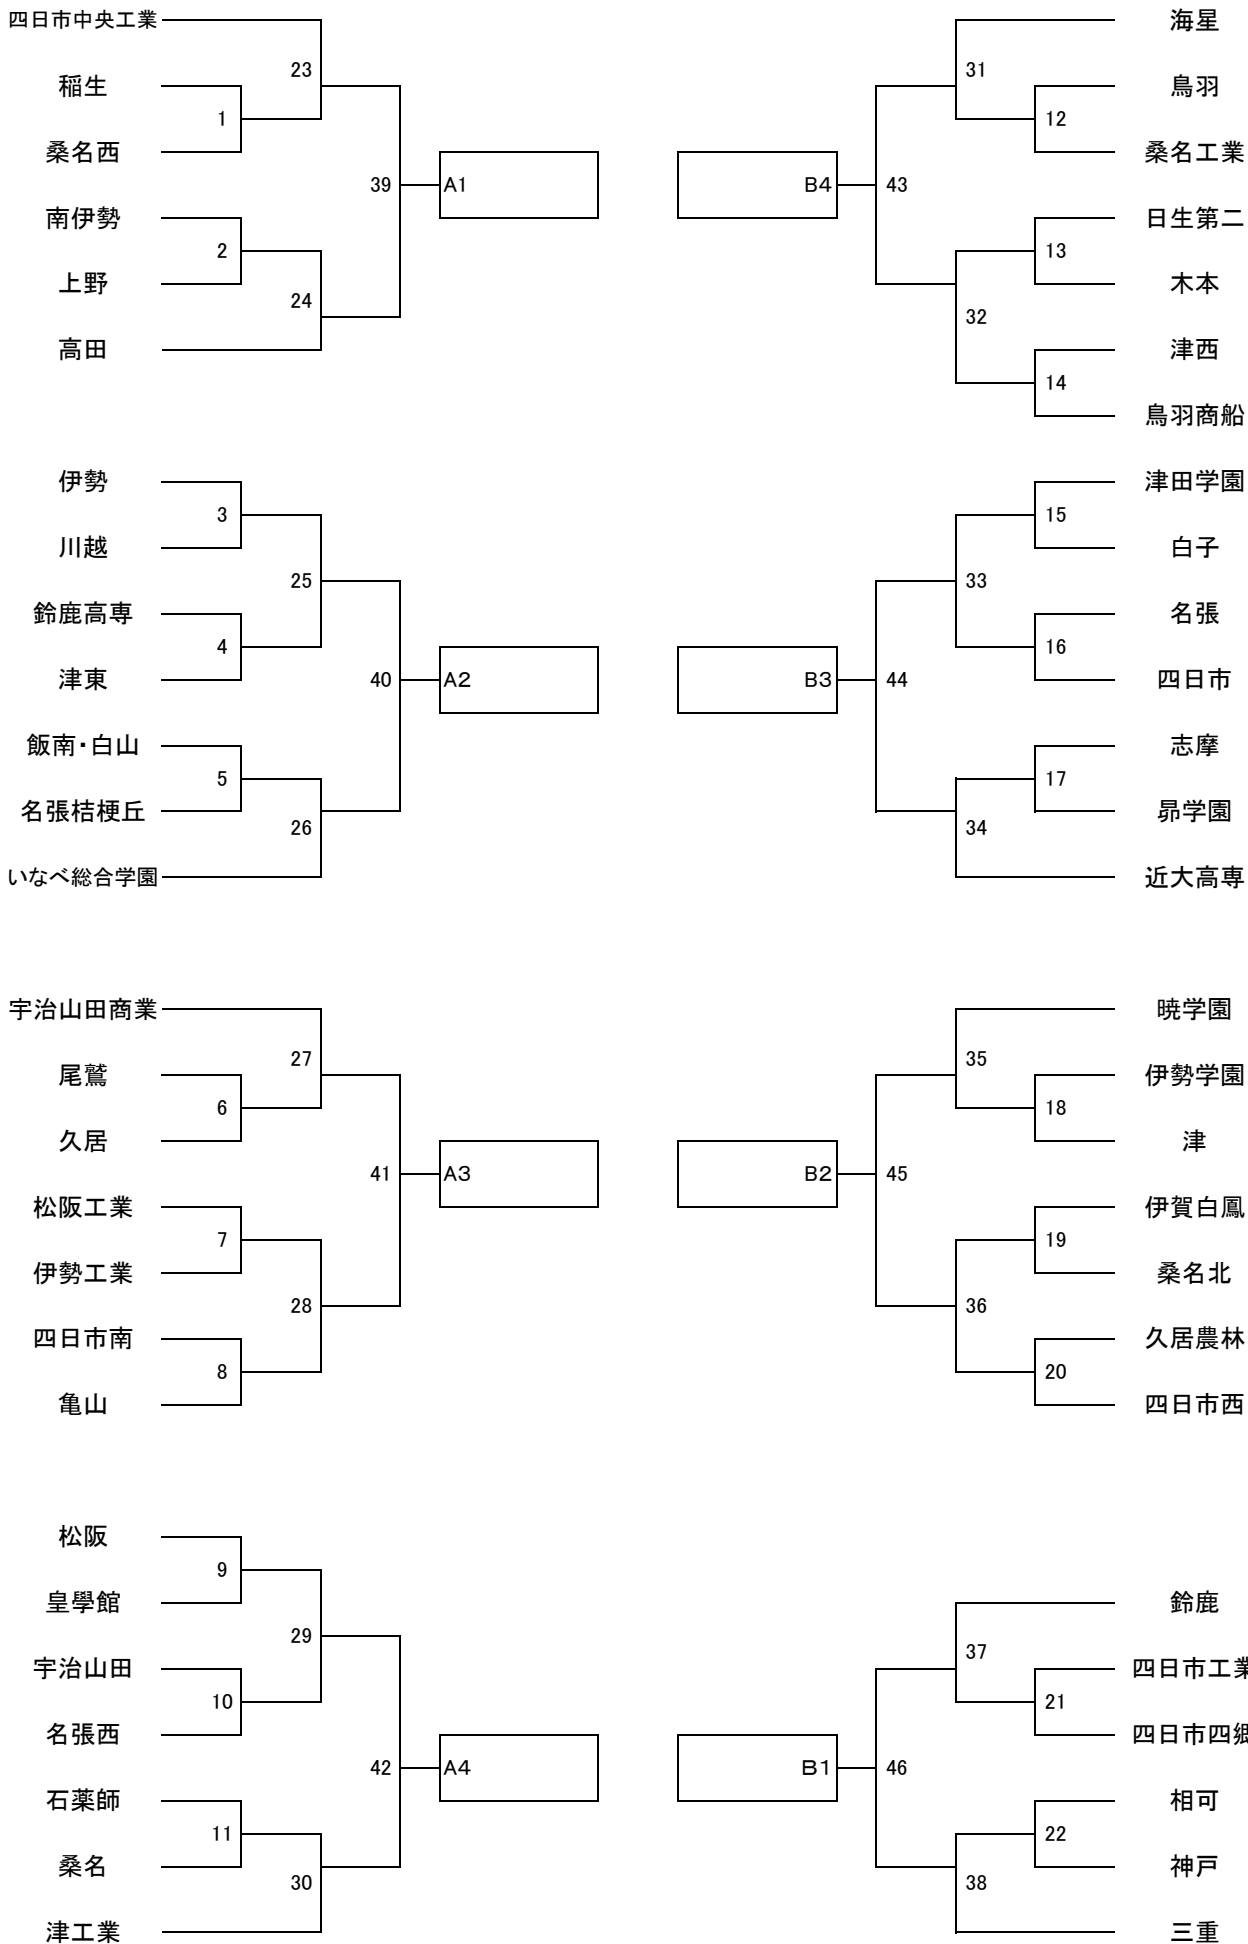 四日市中央工業
23
稲生
1
桑名西
39
A1
南伊勢
2
上野
24
高田
伊勢
3
川越
25
鈴鹿高専
4
津東
40
A2
飯南・白山
5
名張桔梗丘
26
いなべ総合学園
宇治山田商業
27
尾鷲
6
久居
41
A3
松阪工業
7
伊勢工業
28
四日市南
8
亀山
松阪
9
皇學館
29
宇治山田
10
名張西
42
A4
石薬師
11
桑名
30
津工業
海星
31
鳥羽
12
桑名工業
B4
43
日生第二
13
木本
32
津西
14
鳥羽商船
津田学園
15
白子
33
名張
16
四日市
B3
44
志摩
17
昴学園
34
近大高専
暁学園
35
伊勢学園
18
津
B2
45
伊賀白鳳
19
桑名北
36
久居農林
20
四日市西
鈴鹿
37
四日市工業
21
四日市四郷
B1
46
相可
22
神戸
38
三重